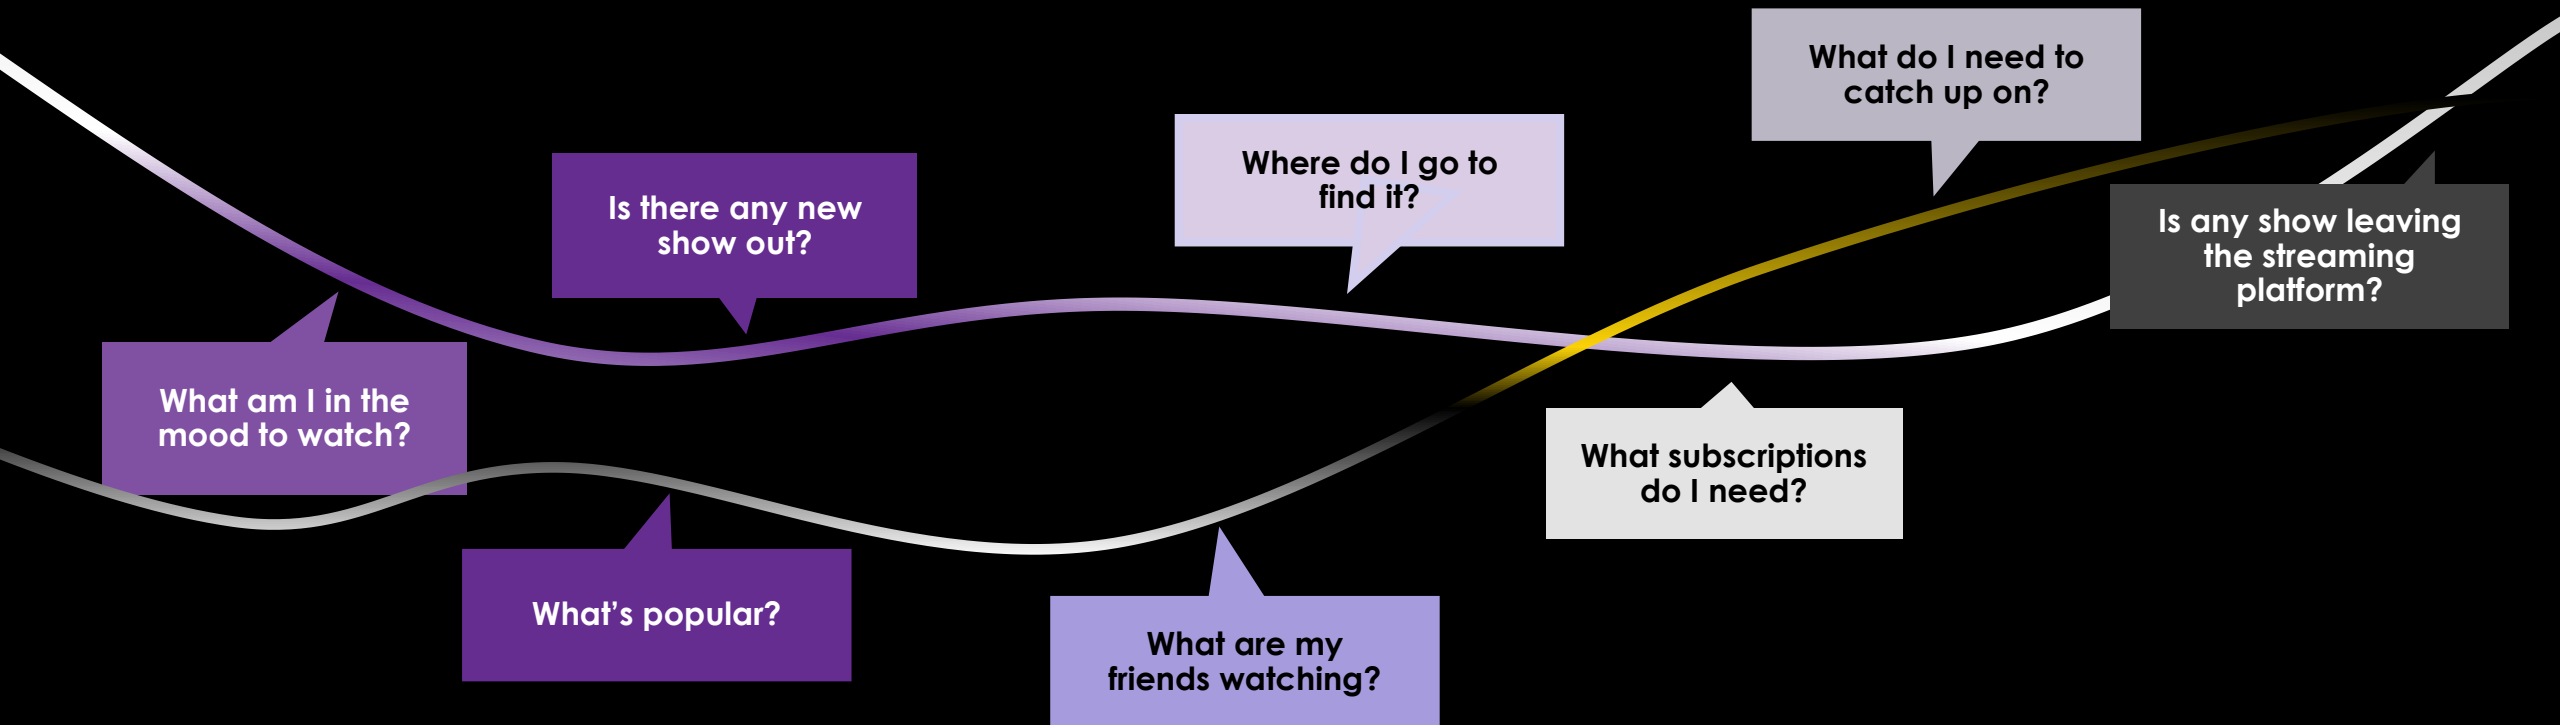 What am I in the
mood to watch?
Is there any new
show out?
What’s popular?
Where do I go to
find it?
What are my
friends watching?
What do I need to
catch up on?
What subscriptions
do I need?
Is any show leaving
the streaming
platform?